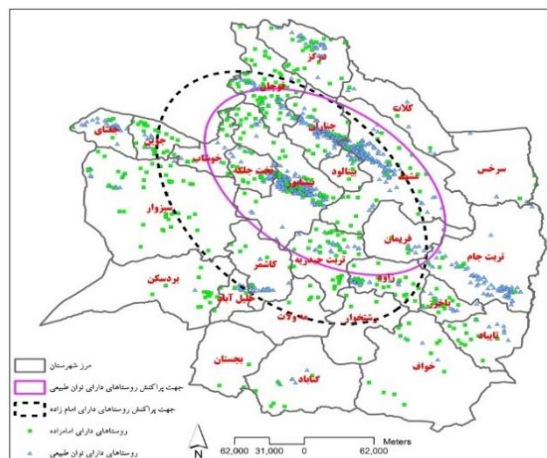 درگز
قوچان
کلات
چناران
جغتای
جوین
خوشاب
سرخس
بینالود
مشهد
تخت جلگه
نیشابور
سبزوار
فریمان
تربت جام
تربت حیدریه
کاشمر
زاوه
بردسکن
خلیل آباد
باخرز
مه ولات
رشتخوار
تایباد
خواف
بجستان
گناباد
مرز شهرستان
جهت پراکنش روستاهای دارای توان طبیعی
جهت پراکنش روستاهای دارای امام زاده
روستاهای دارای امامزاده
روستاهای دارای توان طبیعی
N
Meters
62,000 31,000 0 62,000